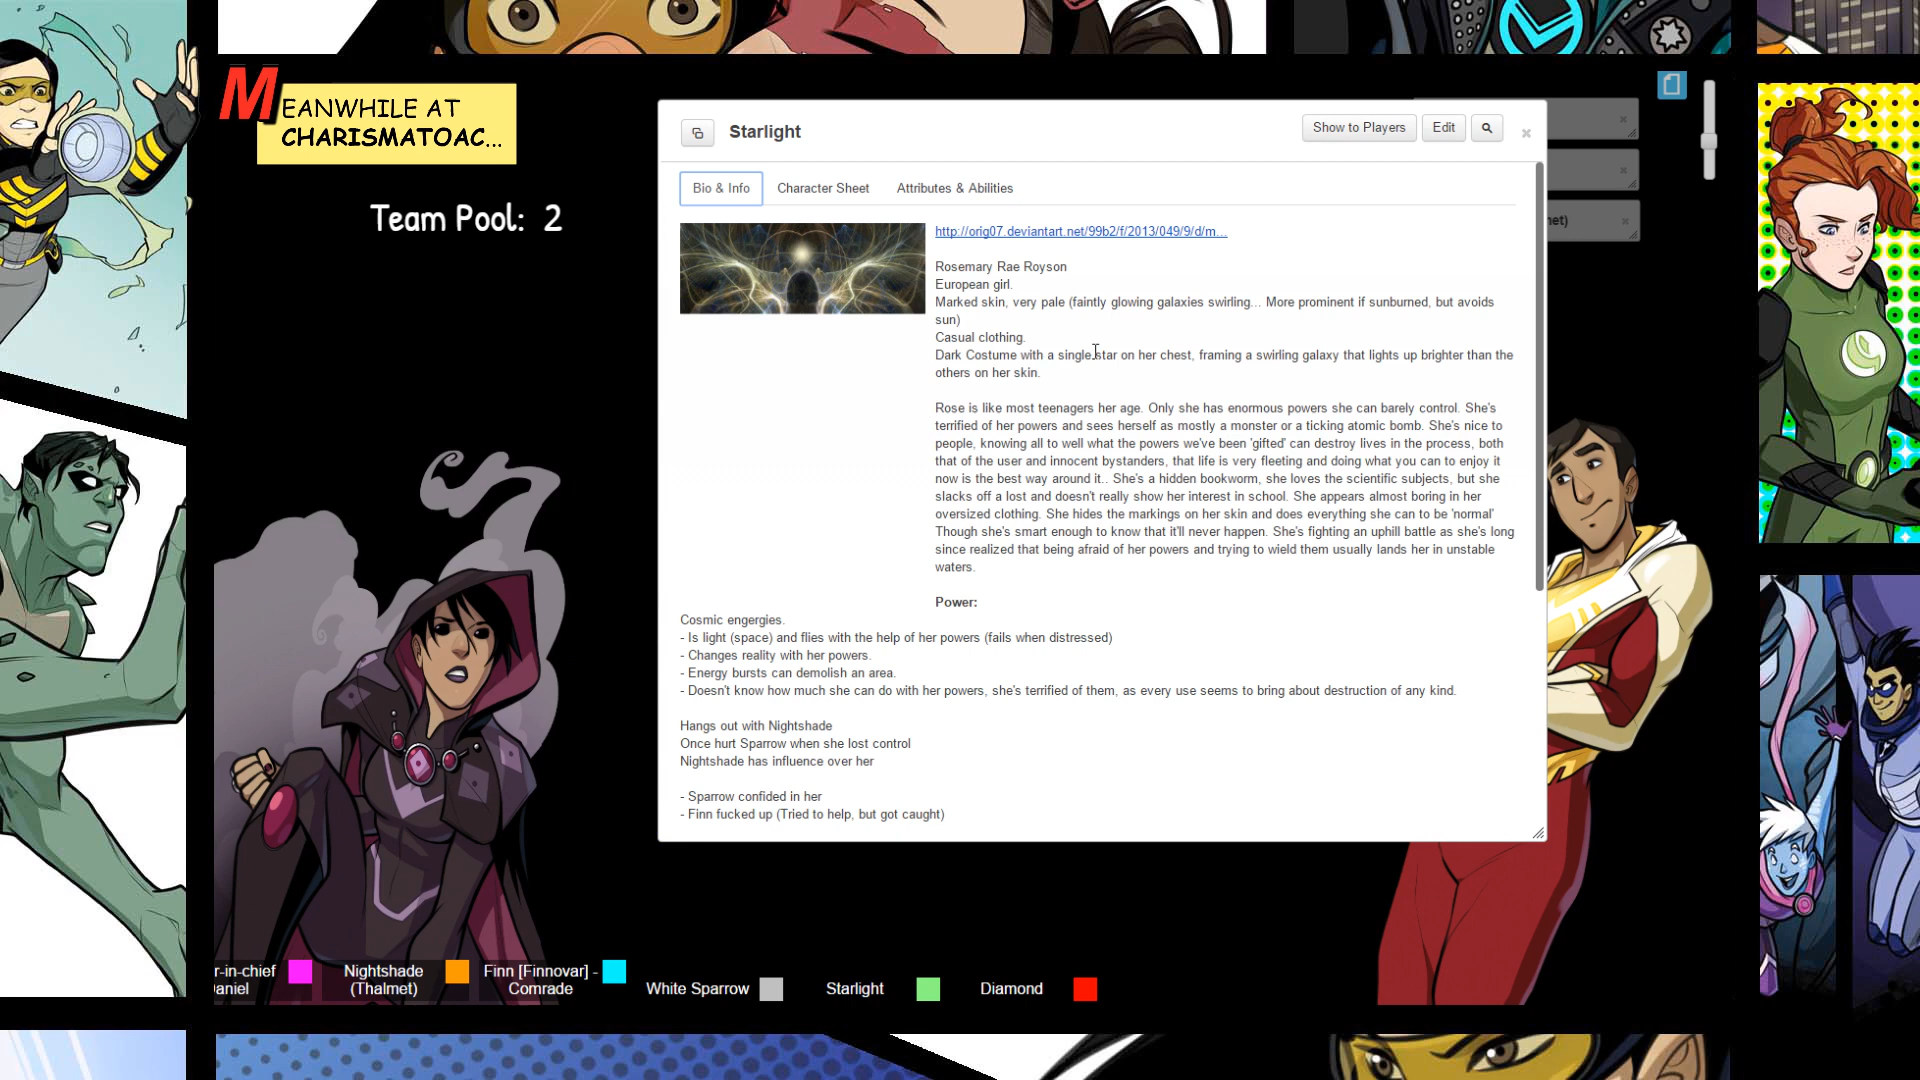 MEANWHILE AT
CHARISMATOAC...
Team Pool: 2
Starlight
Show to Players
Edit
Bio & Info
Character Sheet
Attributes & Abilities
http://orig07.deviantart.net/99b2/f/2013/049/9/d/m...
Rosemary Rae Royson
European girl.
Marked skin, very pale (faintly glowing galaxies swirling... More prominent if sunburned, but avoids
sun)
Casual clothing.
Dark Costume with a single star on her chest, framing a swirling galaxy that lights up brighter than the
others on her skin.
Rose is like most teenagers her age. Only she has enormous powers she can barely control. She's
terrified of her powers and sees herself as mostly a monster or a ticking atomic bomb. She's nice to
people, knowing all to well what the powers we've been 'gifted' can destroy lives in the process, both
that of the user and innocent bystanders, that life is very fleeting and doing what you can to enjoy it
now is the best way around it.. She's a hidden bookworm, she loves the scientific subjects, but she
slacks off a lost and doesn't really show her interest in school. She appears almost boring in her
oversized clothing. She hides the markings on her skin and does everything she can to be 'normal'
Though she's smart enough to know that it'll never happen. She's fighting an uphill battle as she's long
since realized that being afraid of her powers and trying to wield them usually lands her in unstable
waters.
Power:
Cosmic engergies.
- Is light (space) and flies with the help of her powers (fails when distressed)
- Changes reality with her powers.
- Energy bursts can demolish an area.
- Doesn't know how much she can do with her powers, she's terrified of them, as every use seems to bring about destruction of any kind.
Hangs out with Nightshade
Once hurt Sparrow when she lost control
Nightshade has influence over her
- Sparrow confided in her
- Finn fucked up (Tried to help, but got caught)
net)
r-in-chief
aniel
Nightshade
(Thalmet)
Finn [Finnovar] -
Comrade
White Sparrow
Starlight
Diamond